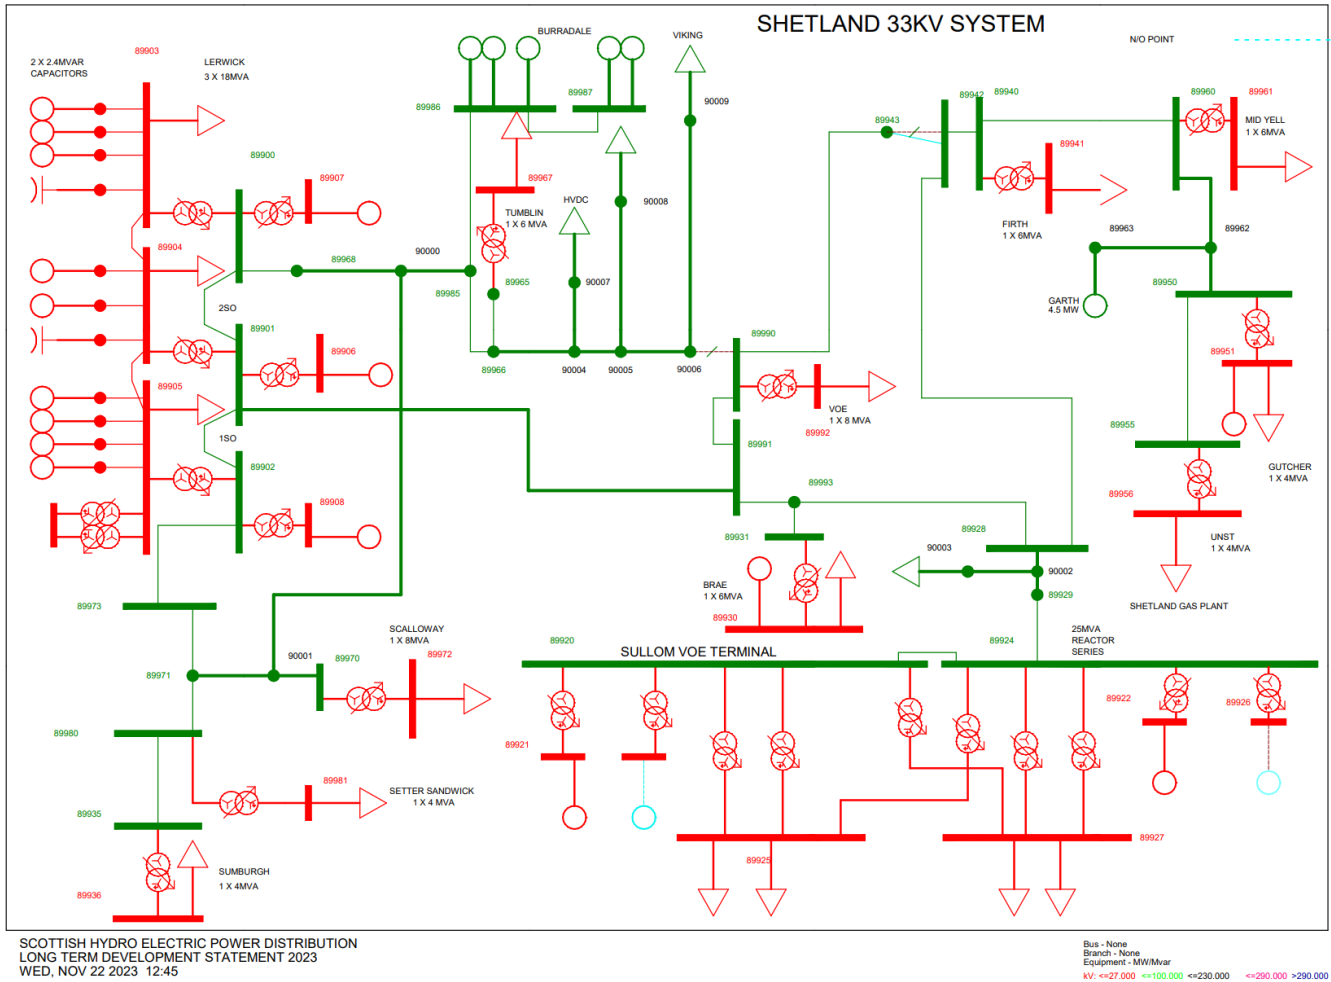 SHETLAND 33KV SYSTEM
N/O POINT
89903
2 X 2.4MVAR
CAPACITORS
LERWICK
3 X 18MVA
BURRADALE
VIKING
89986
89987
90009
89943
89942
89940
89960
89961
MID YELL
1 X 6MVA
89941
89900
89907
89967
TUMBLIN
1 X 6 MVA
HVDC
90008
FIRTH
1 X 6MVA
89963
89962
89904
89968
90000
89985
89965
90007
89950
GARTH
4.5 MW
2SO
89901
89906
89966
90004
90005
90006
89990
89951
89905
VOE
1 X 8 MVA
89992
1SO
89902
89991
89955
GUTCHER
1 X 4MVA
89993
89956
89908
89931
89928
UNST
1 X 4MVA
90003
90002
BRAE
1 X 6MVA
89929
89930
SHETLAND GAS PLANT
89973
SCALLOWAY
1 X 8MVA
89972
90001
89970
89971
89920
SULLOM VOE TERMINAL
89924
25MVA
REACTOR
SERIES
89922
89926
89980
89921
89981
SETTER SANDWICK
1 X 4 MVA
89935
89925
89927
SUMBURGH
1 X 4MVA
89936
SCOTTISH HYDRO ELECTRIC POWER DISTRIBUTION
LONG TERM DEVELOPMENT STATEMENT 2023
WED, NOV 22 2023 12:45
Bus - None
Branch - None
Equipment - MW/Mvar
kV: <=27.000 <=100.000 <=230.000 <=290.000 >290.000